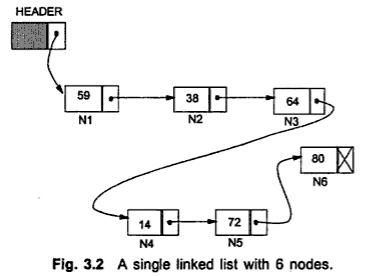 HEADER
59 38 64
N1 N2 N3
80
N6
14 72
N4 N5
Fig. 3.2 A single linked list with 6 nodes.